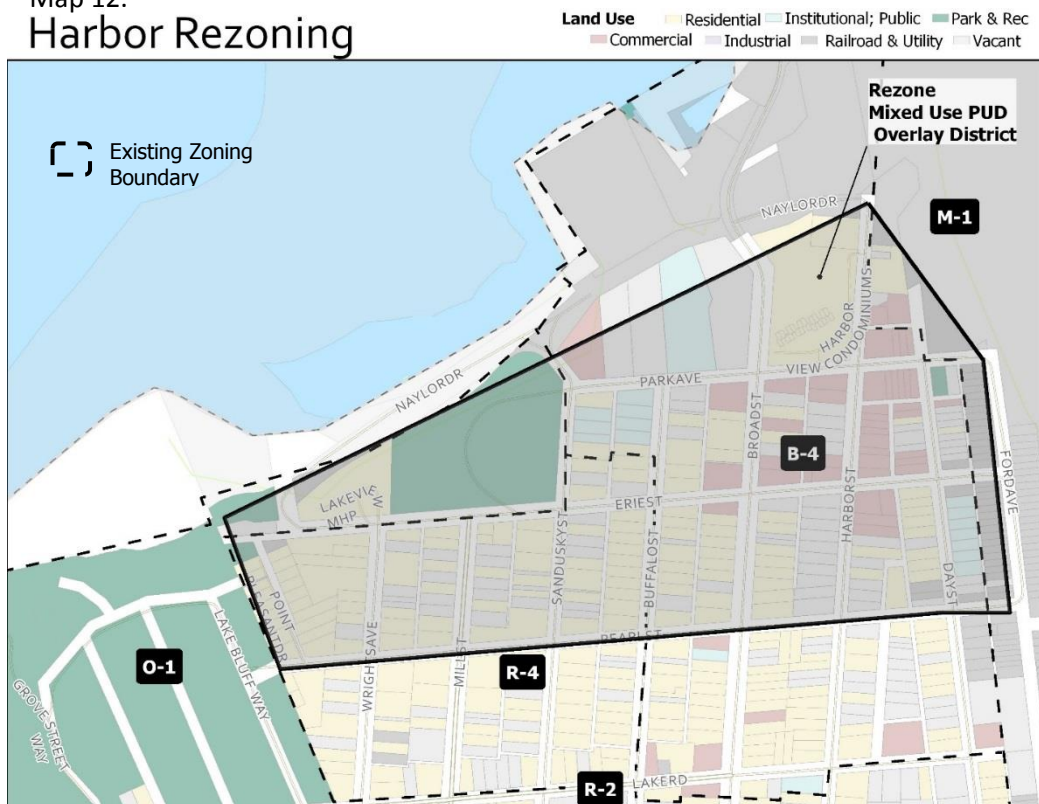 Map 12:
Harbor Rezoning
Land Use Residential Institutional; Public Park & Rec
Commercial Industrial Railroad & Utility Vacant
Existing Zoning
Boundary
Rezone
Mixed Use PUD
Overlay District
NAYLORDR
M-1
HARBOR
VIEW CONDOMINIUMS
PARKAVE
NAYLORDR
BROADST
B-4
FORDAVE
LAKEVIEW
MHP
ERIEST
SANDUSKYST
BUFFALOST
HARBORST
DAYST
POINT
PLEASANTDR
PEARLST
WRIGHTSAVE
MILLST
O-1
R-4
LAKE BLUFF WAY
GROVE STREET
WAY
R-2
LAKERD